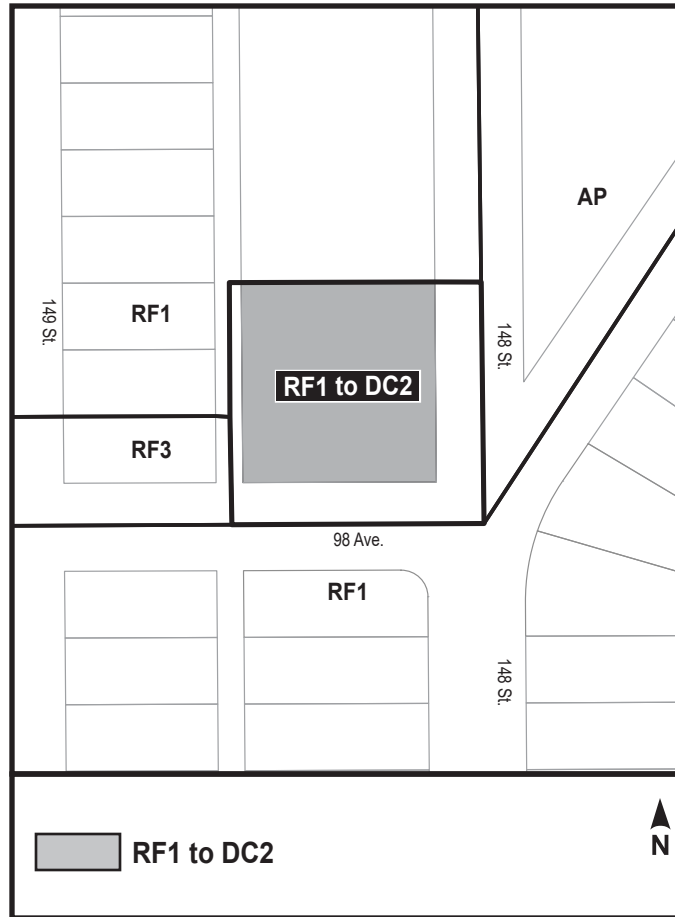 AP
149 St.
RF1
148 St.
RF1 to DC2
RF3
98 Ave.
RF1
148 St.
RF1 to DC2
N